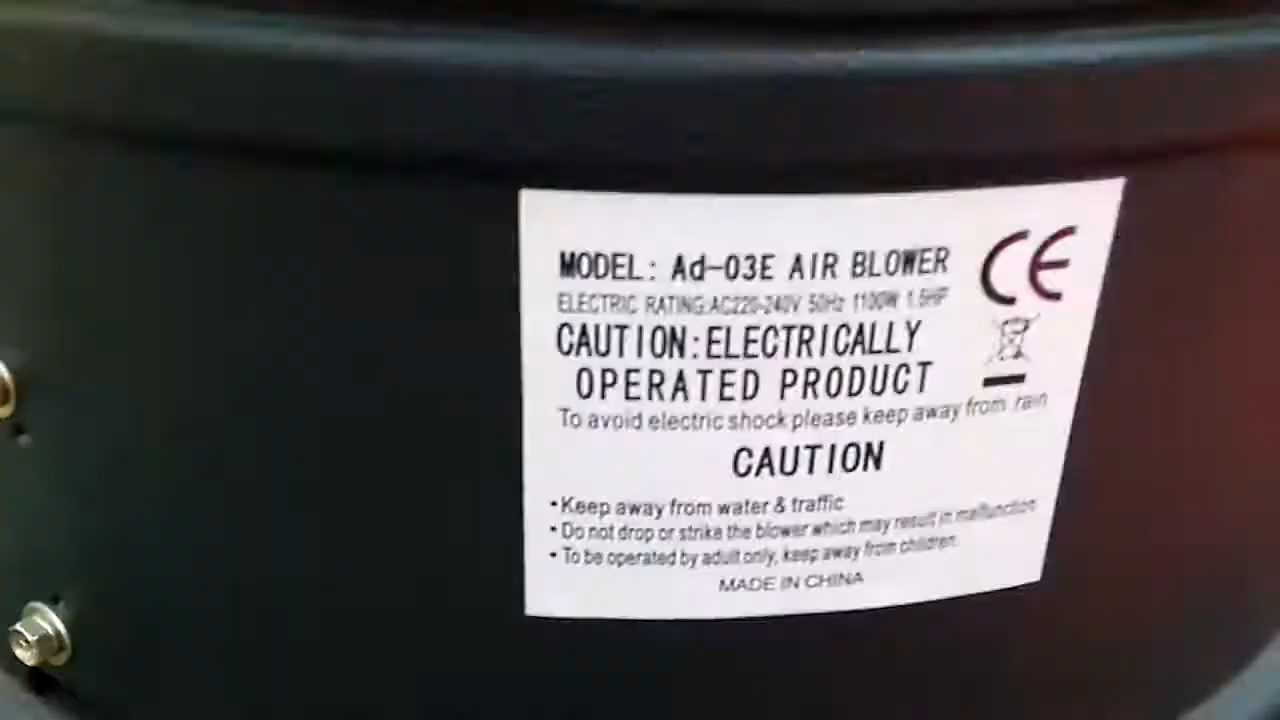 MODEL: Ad-03E AIR BLOWER
CE
ELECTRIC RATING:AC220-240V 50Hz 1100W 1.5HP
CAUTION:ELECTRICALLY
OPERATED PRODUCT
To avoid electric shock please keep away from rain
CAUTION
•Keep away from water & traffic
•Do not drop or strike the blower which may result in malfunction
•To be operated by adult only, keep away from children.
MADE IN CHINA